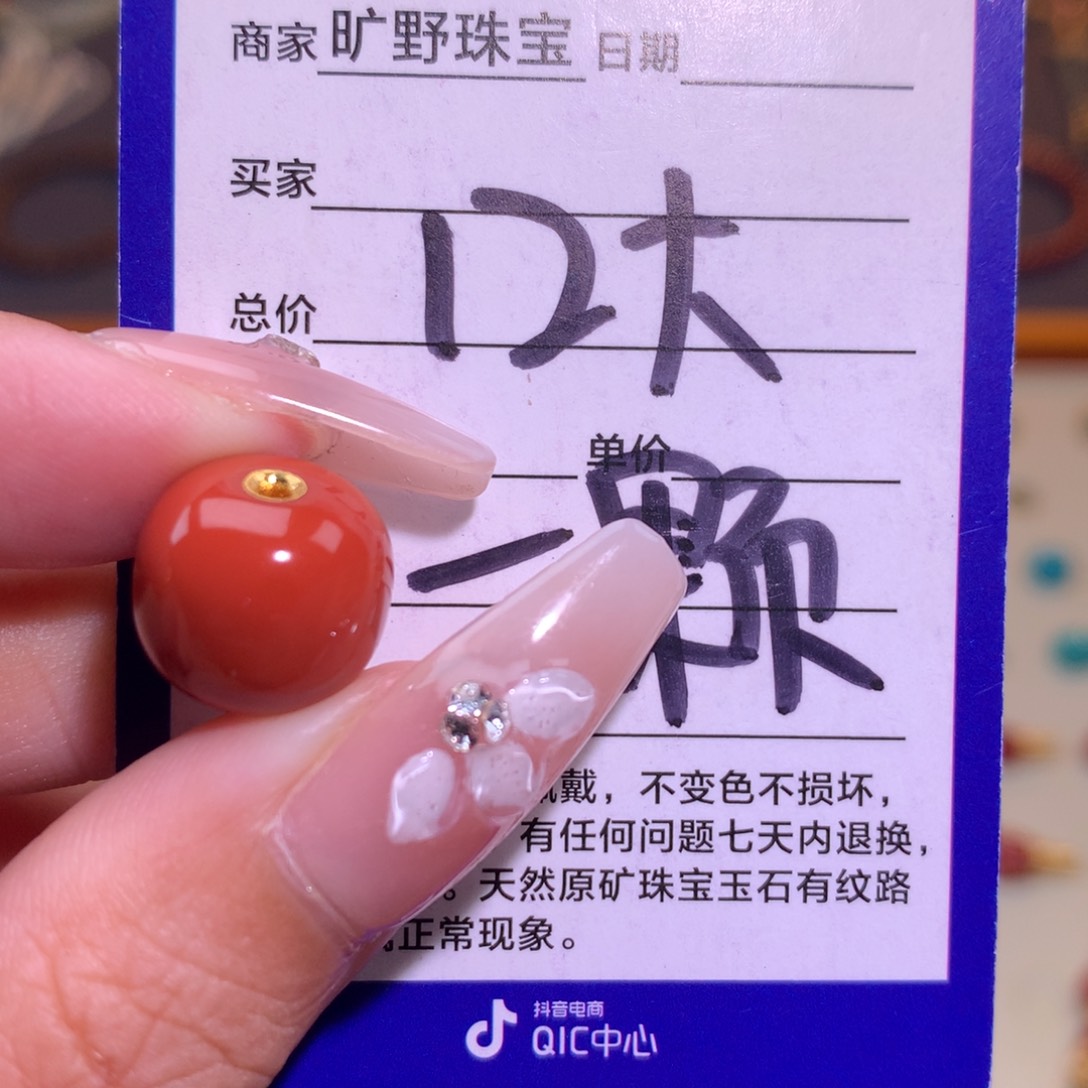 商家 旷野珠宝 日期
买家
口大
总价
单价
一颗
戴，不变色不损坏，
有任何问题七天内退换，
。天然原矿珠宝玉石有纹路
正常现象。
抖音电商
QIC中心